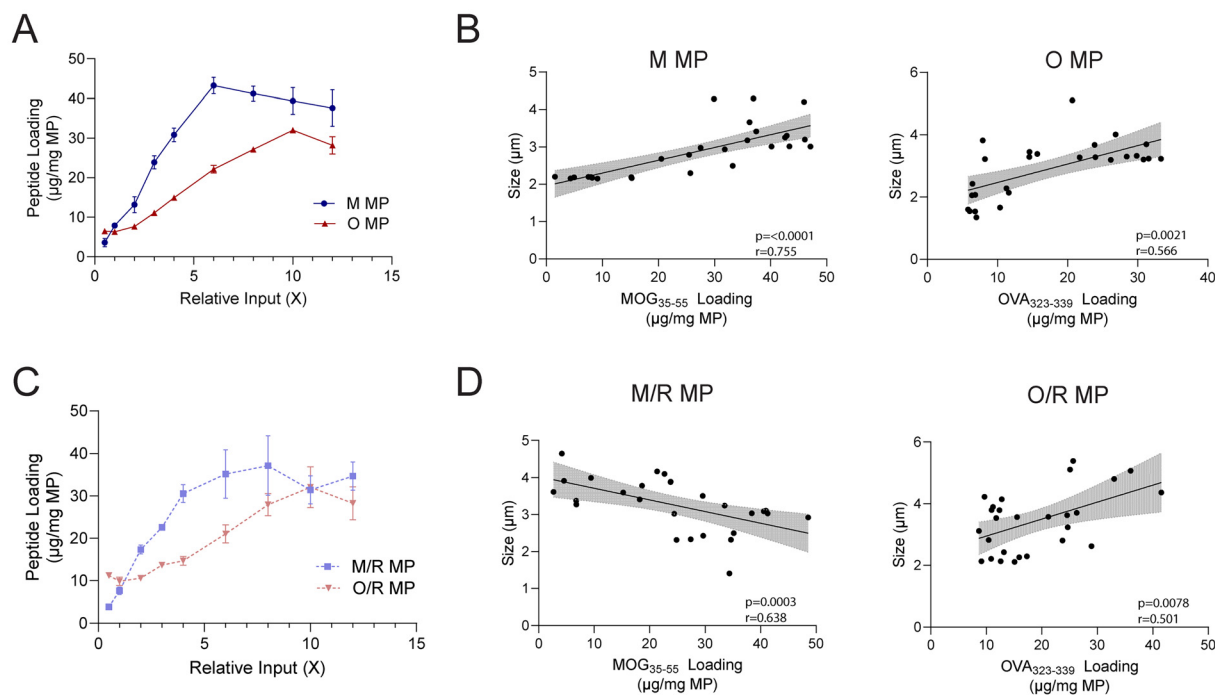 A
50
40
30
20
10
0
0
5
10
15
Peptide Loading
(µg/mg MP)
Relative Input (X)
M MP
O MP
B
M MP
5
4
3
2
1
0
0
10
20
30
40
50
Size (µm)
p=<0.0001
r=0.755
MOG35-55 Loading
(µg/mg MP)
O MP
6
4
2
0
0
10
20
30
40
Size (µm)
p=0.0021
r=0.566
OVA323-339 Loading
(µg/mg MP)
C
50
40
30
20
10
0
0
5
10
15
Peptide Loading
(µg/mg MP)
Relative Input (X)
M/R MP
O/R MP
D
M/R MP
5
4
3
2
1
0
0
10
20
30
40
50
Size (µm)
p=0.0003
r=0.638
MOG35-55 Loading
(µg/mg MP)
O/R MP
6
4
2
0
0
10
20
30
40
50
Size (µm)
p=0.0078
r=0.501
OVA323-339 Loading
(µg/mg MP)